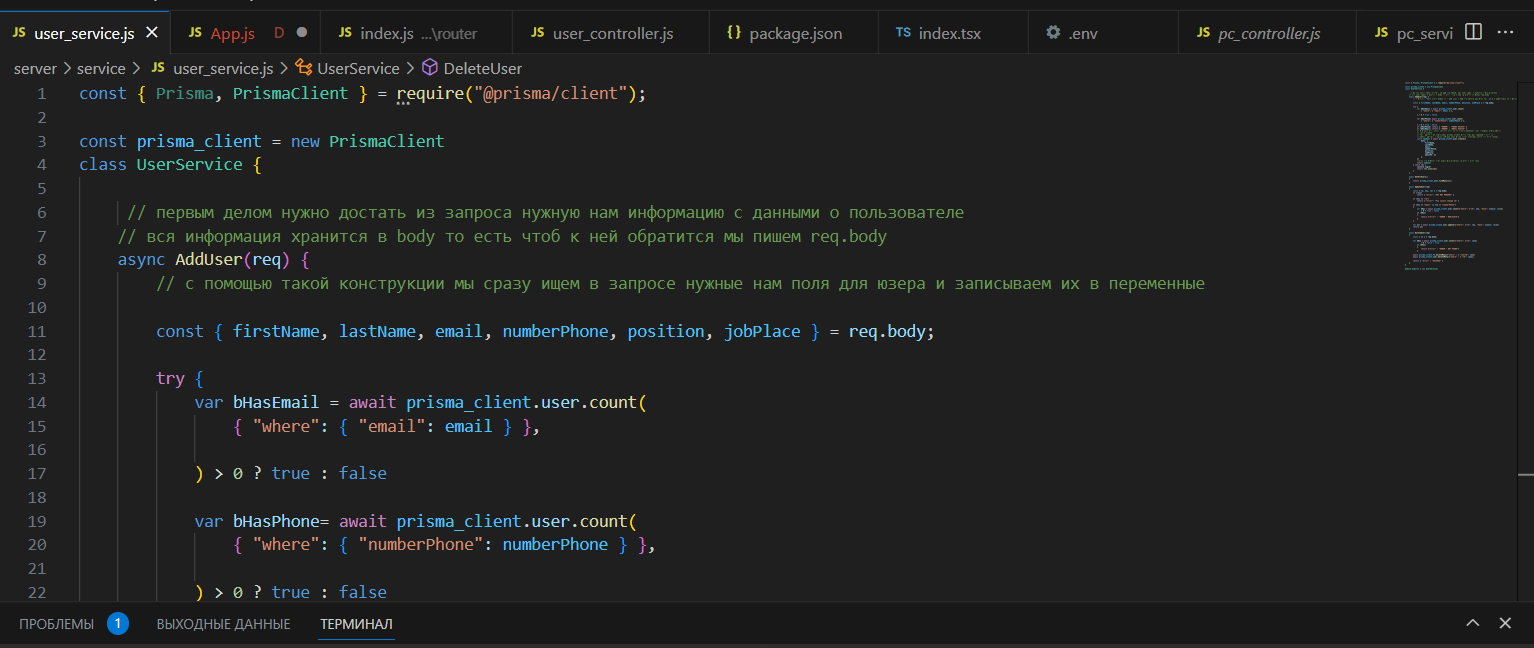 JS user_service.js JS App.js D JS index.js ...\router JS user_controller.js {} package.json TS index.tsx .env JS pc_controller.js JS pc_servi
server > service > JS user_service.js > UserService > DeleteUser
1 const { Prisma, PrismaClient } = require("@prisma/client");
2
3 const prisma_client = new PrismaClient
4 class UserService {
5
6 // первым делом нужно достать из запроса нужную нам информацию с данными о пользователе
7 // вся информация хранится в body то есть чтоб к ней обратится мы пишем req.body
8 async AddUser(req) {
9 // с помощью такой конструкции мы сразу ищем в запросе нужные нам поля для юзера и записываем их в переменные
10
11 const { firstName, lastName, email, numberPhone, position, jobPlace } = req.body;
12
13 try {
14 var bHasEmail = await prisma_client.user.count(
15 { "where": { "email": email } },
16
17 ) > 0 ? true : false
18
19 var bHasPhone= await prisma_client.user.count(
20 { "where": { "numberPhone": numberPhone } },
21
22 ) > 0 ? true : false
ПРОБЛЕМЫ 1 ВЫХОДНЫЕ ДАННЫЕ ТЕРМИНАЛ